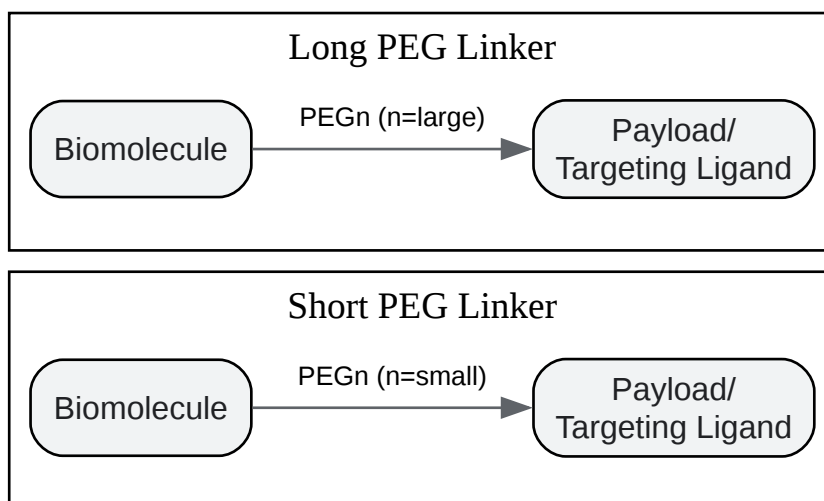 Long PEG Linker
PEGn (n=large)
Biomolecule
Payload/
Targeting Ligand
Short PEG Linker
PEGn (n=small)
Biomolecule
Payload/
Targeting Ligand